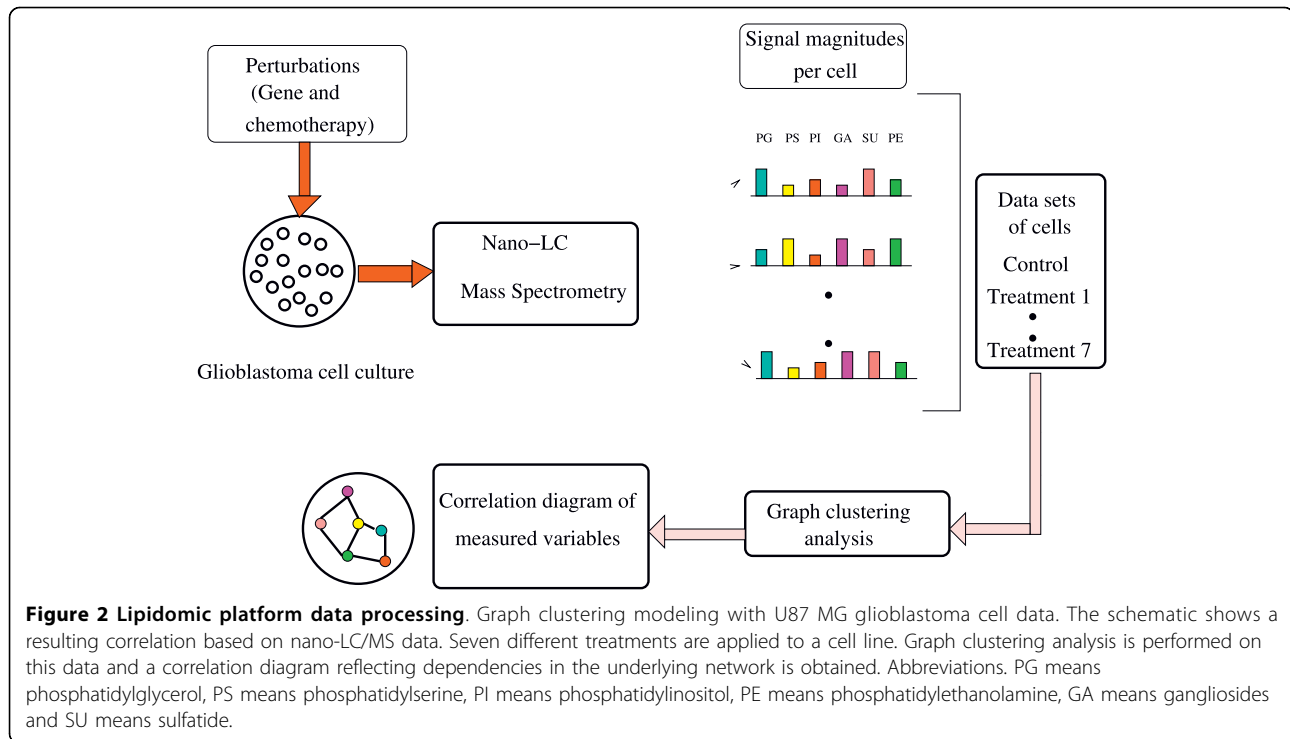 Perturbations
(Gene and
chemotherapy)
Glioblastoma cell culture
Nano-LC
Mass Spectrometry
Signal magnitudes
per cell
PG PS PI GA SU PE
Data sets
of cells
Control
Treatment 1
Treatment 7
Graph clustering
analysis
Correlation diagram of
measured variables
Figure 2 Lipidomic platform data processing. Graph clustering modeling with U87 MG glioblastoma cell data. The schematic shows a
resulting correlation based on nano-LC/MS data. Seven different treatments are applied to a cell line. Graph clustering analysis is performed on
this data and a correlation diagram reflecting dependencies in the underlying network is obtained. Abbreviations. PG means
phosphatidylglycerol, PS means phosphatidylserine, PI means phosphatidylinositol, PE means phosphatidylethanolamine, GA means gangliosides
and SU means sulfatide.